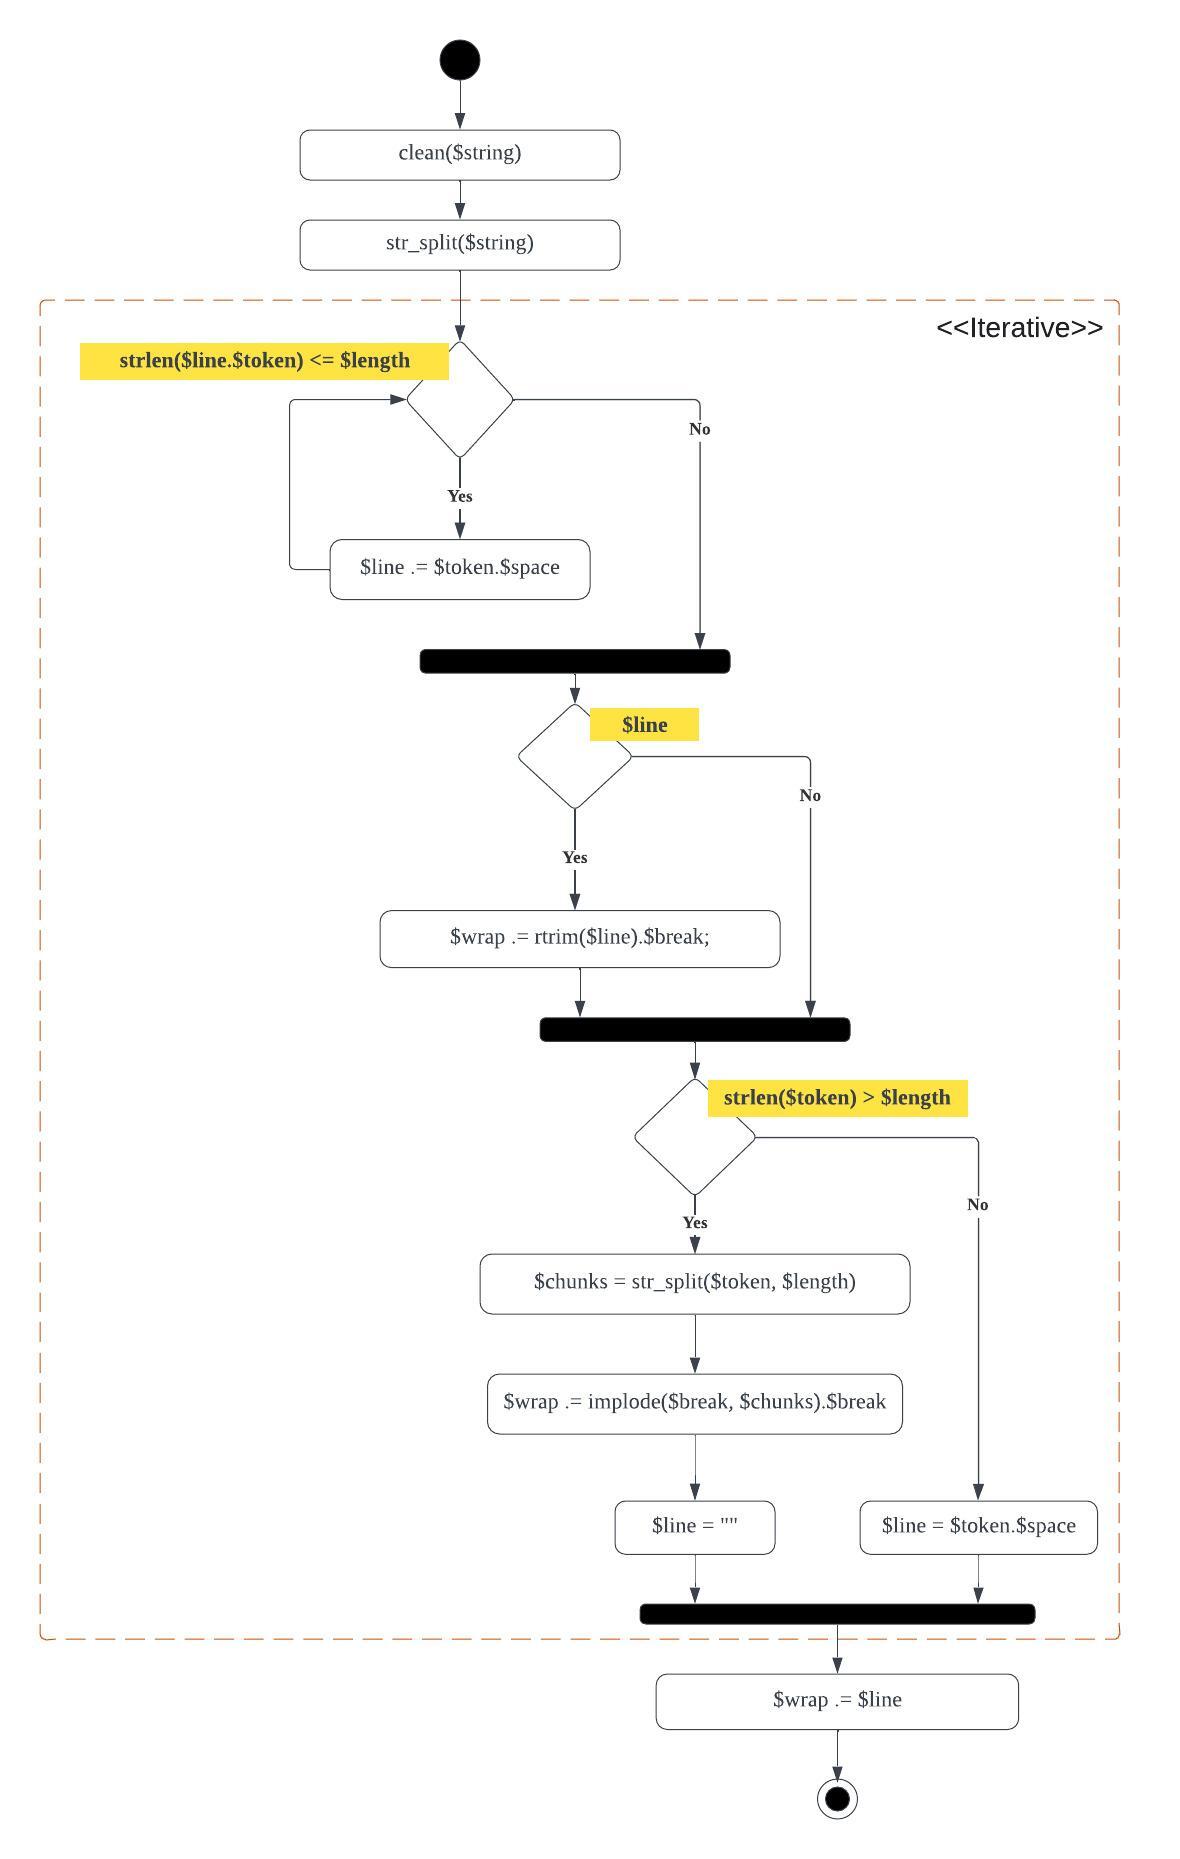 clean($string)
str_split($string)
<<Iterative>>
strlen($line.$token) <= $length
No
Yes
$line .= $token.$space
$line
No
Yes
$wrap .= rtrim($line).$break;
strlen($token) > $length
No
Yes
$chunks = str_split($token, $length)
$wrap .= implode($break, $chunks).$break
$line = ""
$line = $token.$space
$wrap .= $line